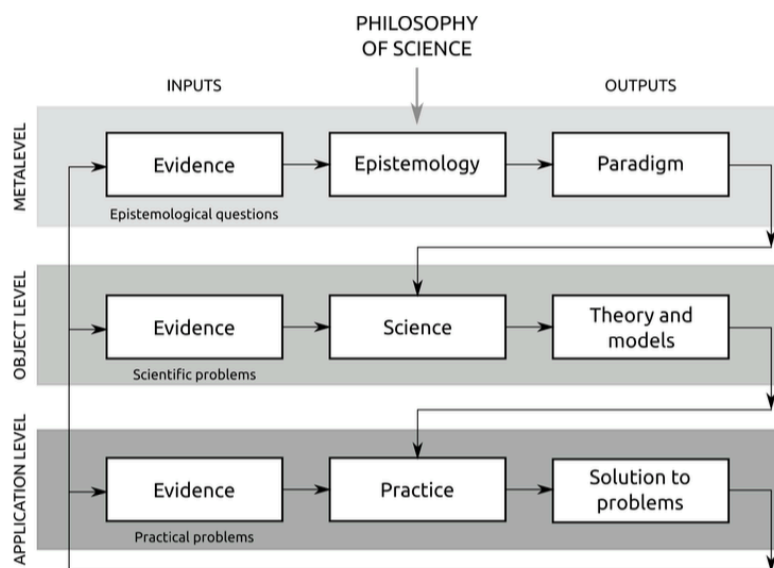 PHILOSOPHY
OF SCIENCE
INPUTS
OUTPUTS
METALEVEL
Evidence
Epistemology
Paradigm
Epistemological questions
OBJECT LEVEL
Evidence
Science
Theory and
models
Scientific problems
APPLICATION LEVEL
Evidence
Practice
Solution to
problems
Practical problems